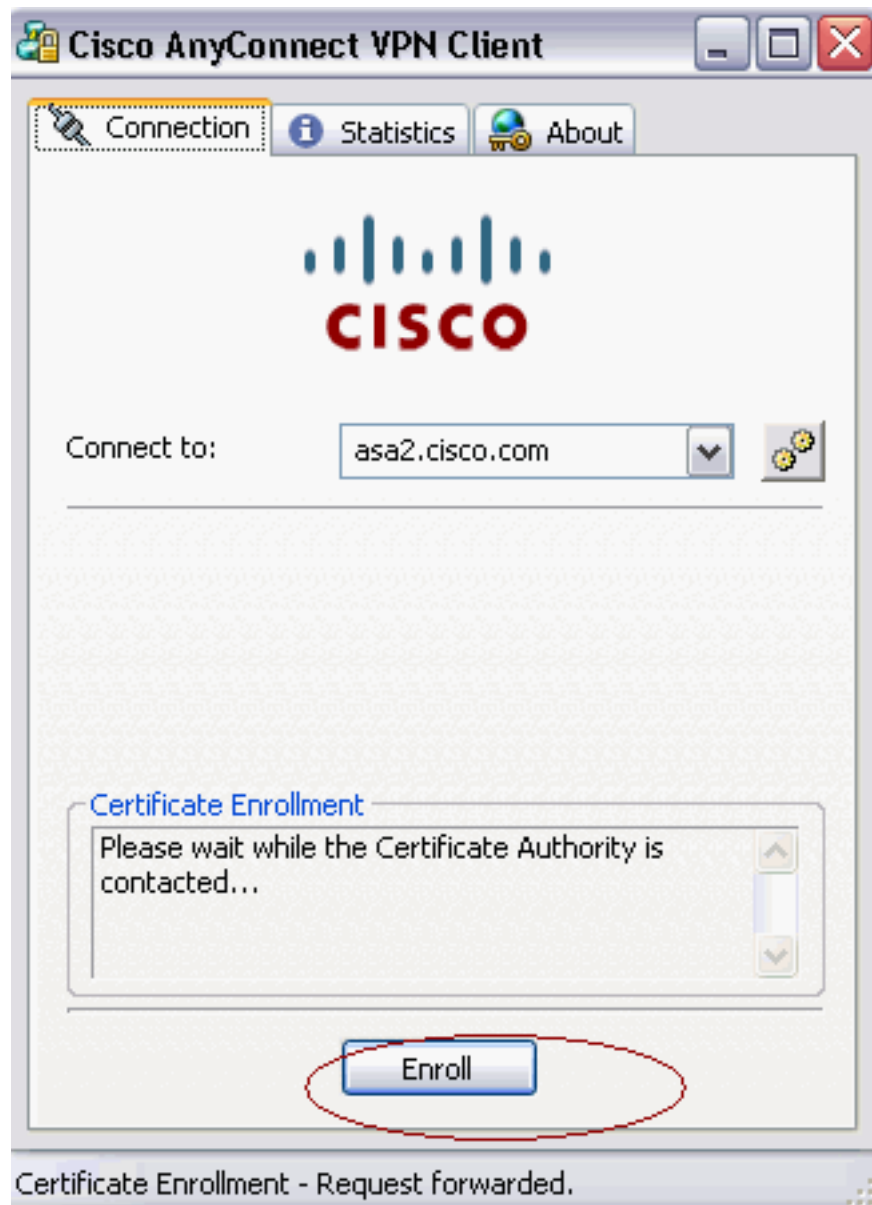 Cisco AnyConnect VPN Client
Connection
Statistics
About
CISCO
Connect to:
asa2.cisco.com
Certificate Enrollment
Please wait while the Certificate Authority is
contacted...
Enroll
Certificate Enrollment - Request forwarded.